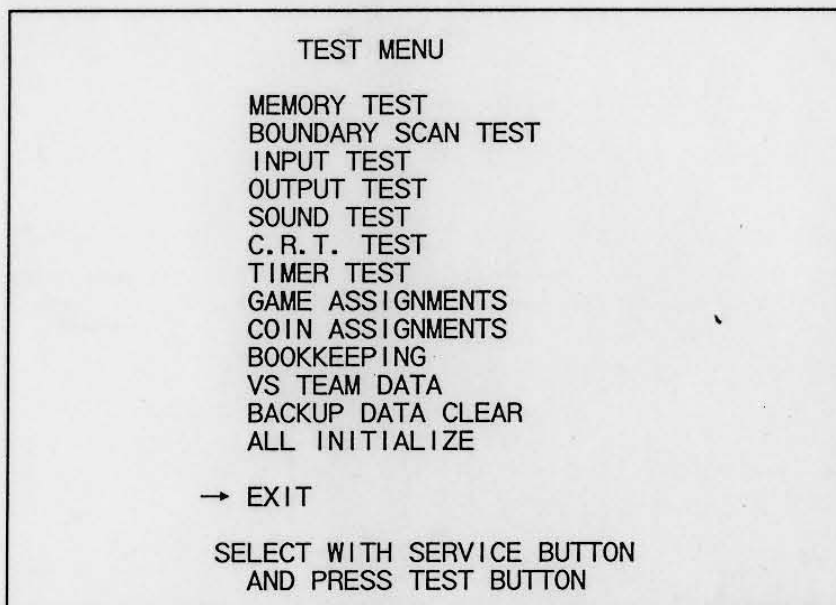 TEST MENU
MEMORY TEST
BOUNDARY SCAN TEST
INPUT TEST
OUTPUT TEST
SOUND TEST
C.R.T. TEST
TIMER TEST
GAME ASSIGNMENTS
COIN ASSIGNMENTS
BOOKKEEPING
VS TEAM DATA
BACKUP DATA CLEAR
ALL INITIALIZE
→ EXIT
SELECT WITH SERVICE BUTTON
AND PRESS TEST BUTTON